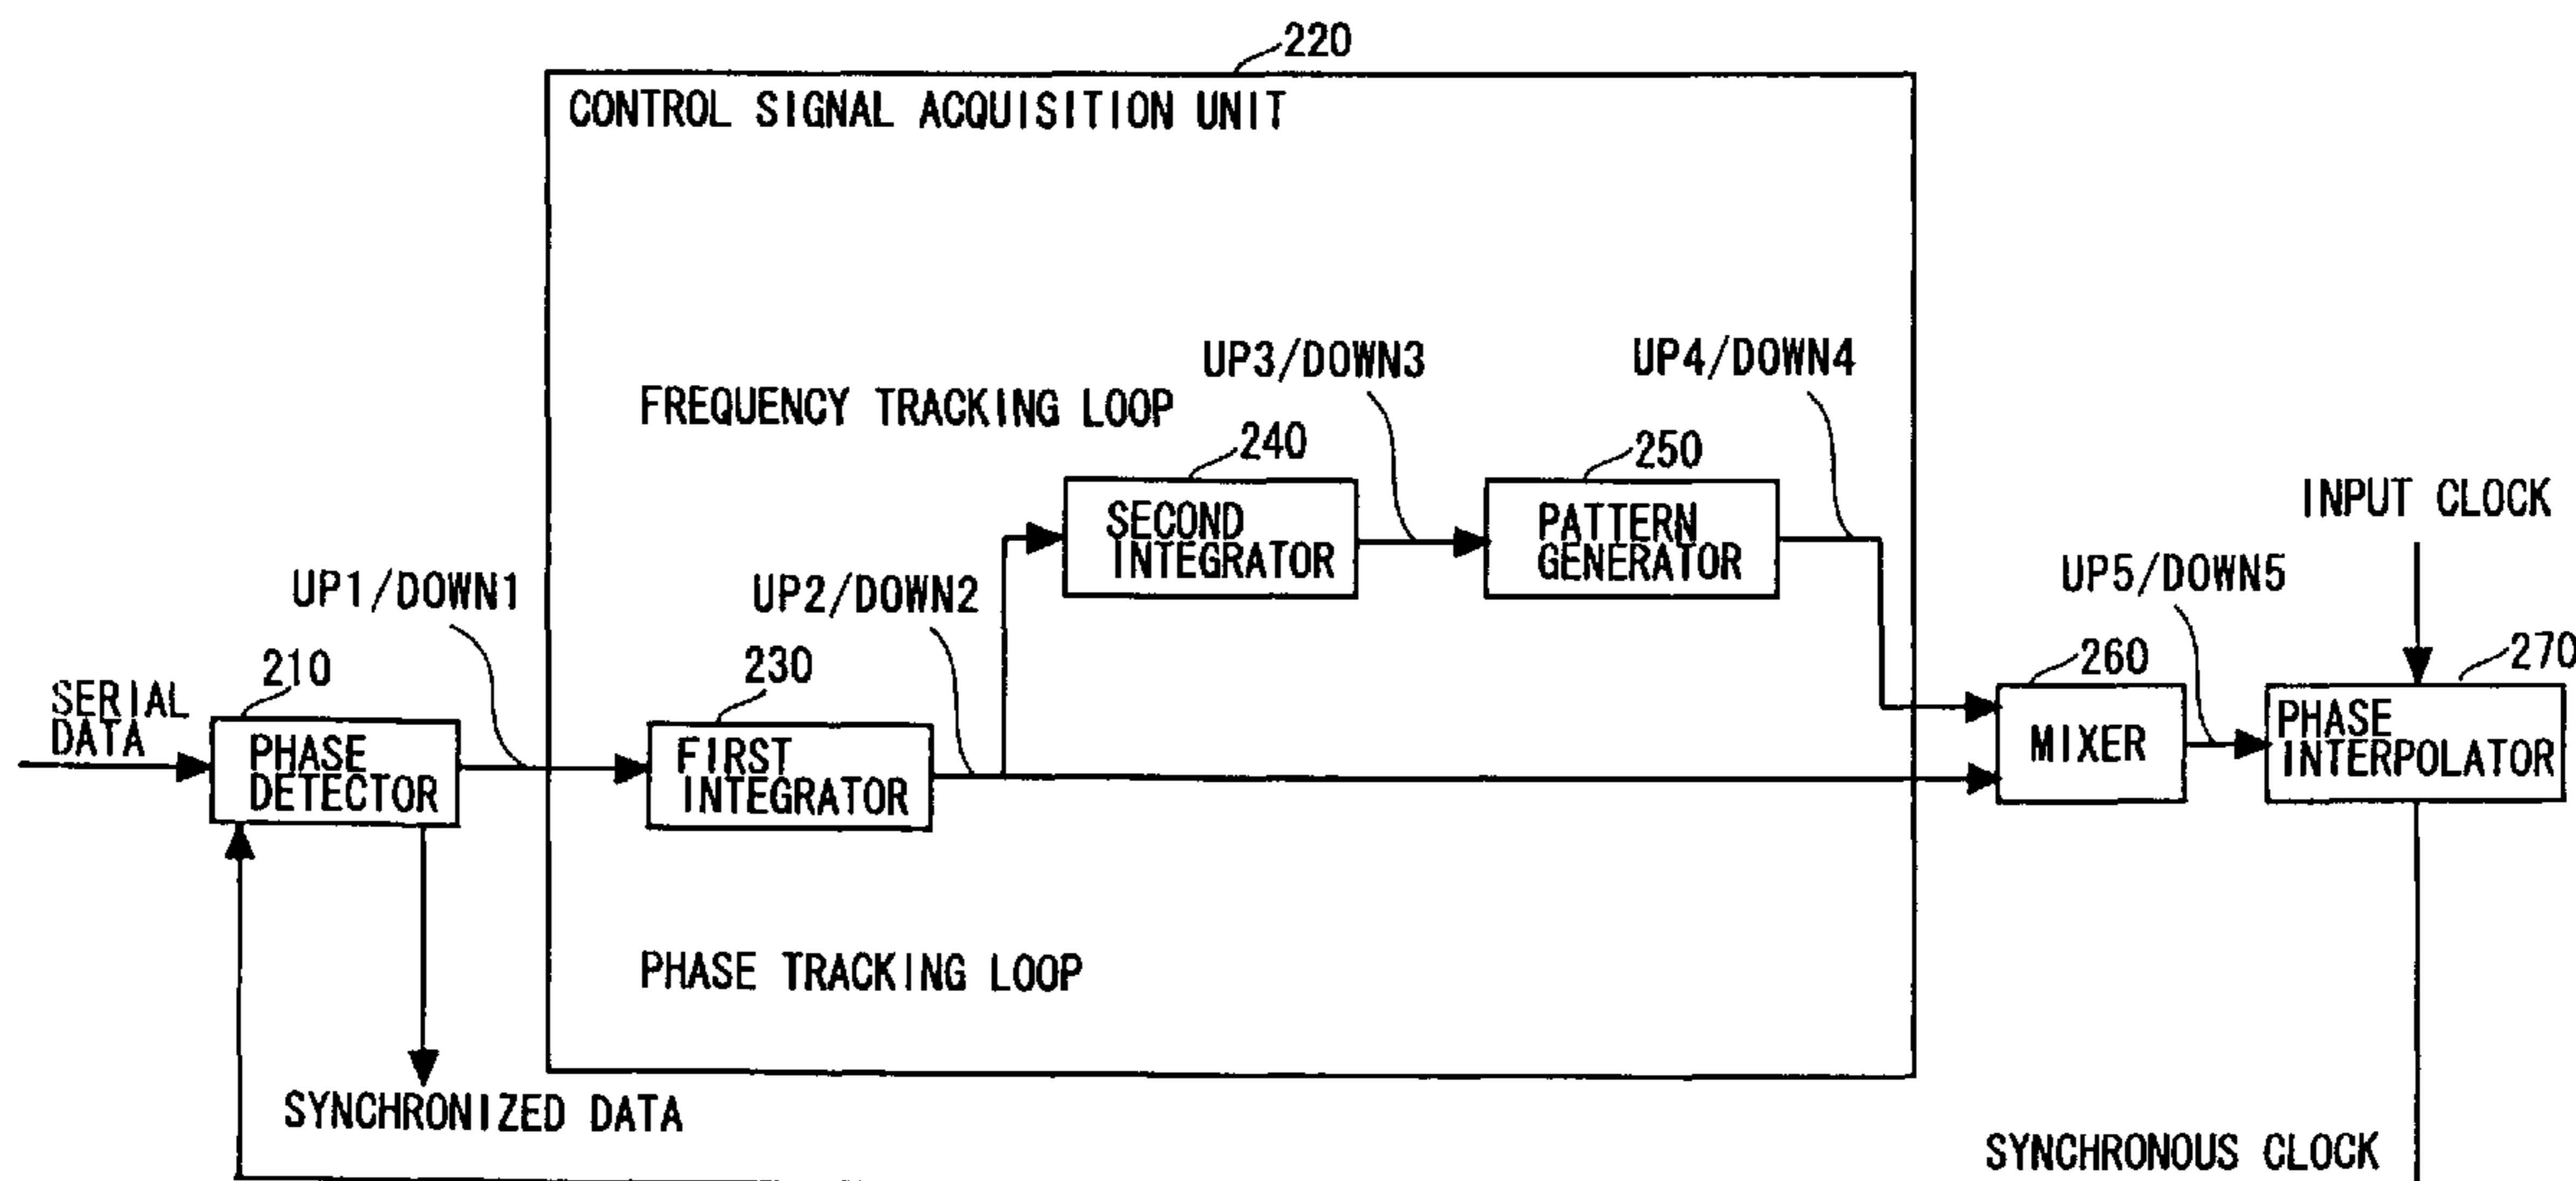 220
CONTROL SIGNAL ACQUISITION UNIT
UP3/DOWN3
UP4/DOWN4
FREQUENCY TRACKING LOOP
240
250
SECOND
INTEGRATOR
PATTERN
GENERATOR
INPUT CLOCK
UP1/DOWN1
UP2/DOWN2
UP5/DOWN5
210
230
260
270
SERIAL
DATA
PHASE
DETECTOR
FIRST
INTEGRATOR
MIXER
PHASE
INTERPOLATOR
PHASE TRACKING LOOP
SYNCHRONIZED DATA
SYNCHRONOUS CLOCK